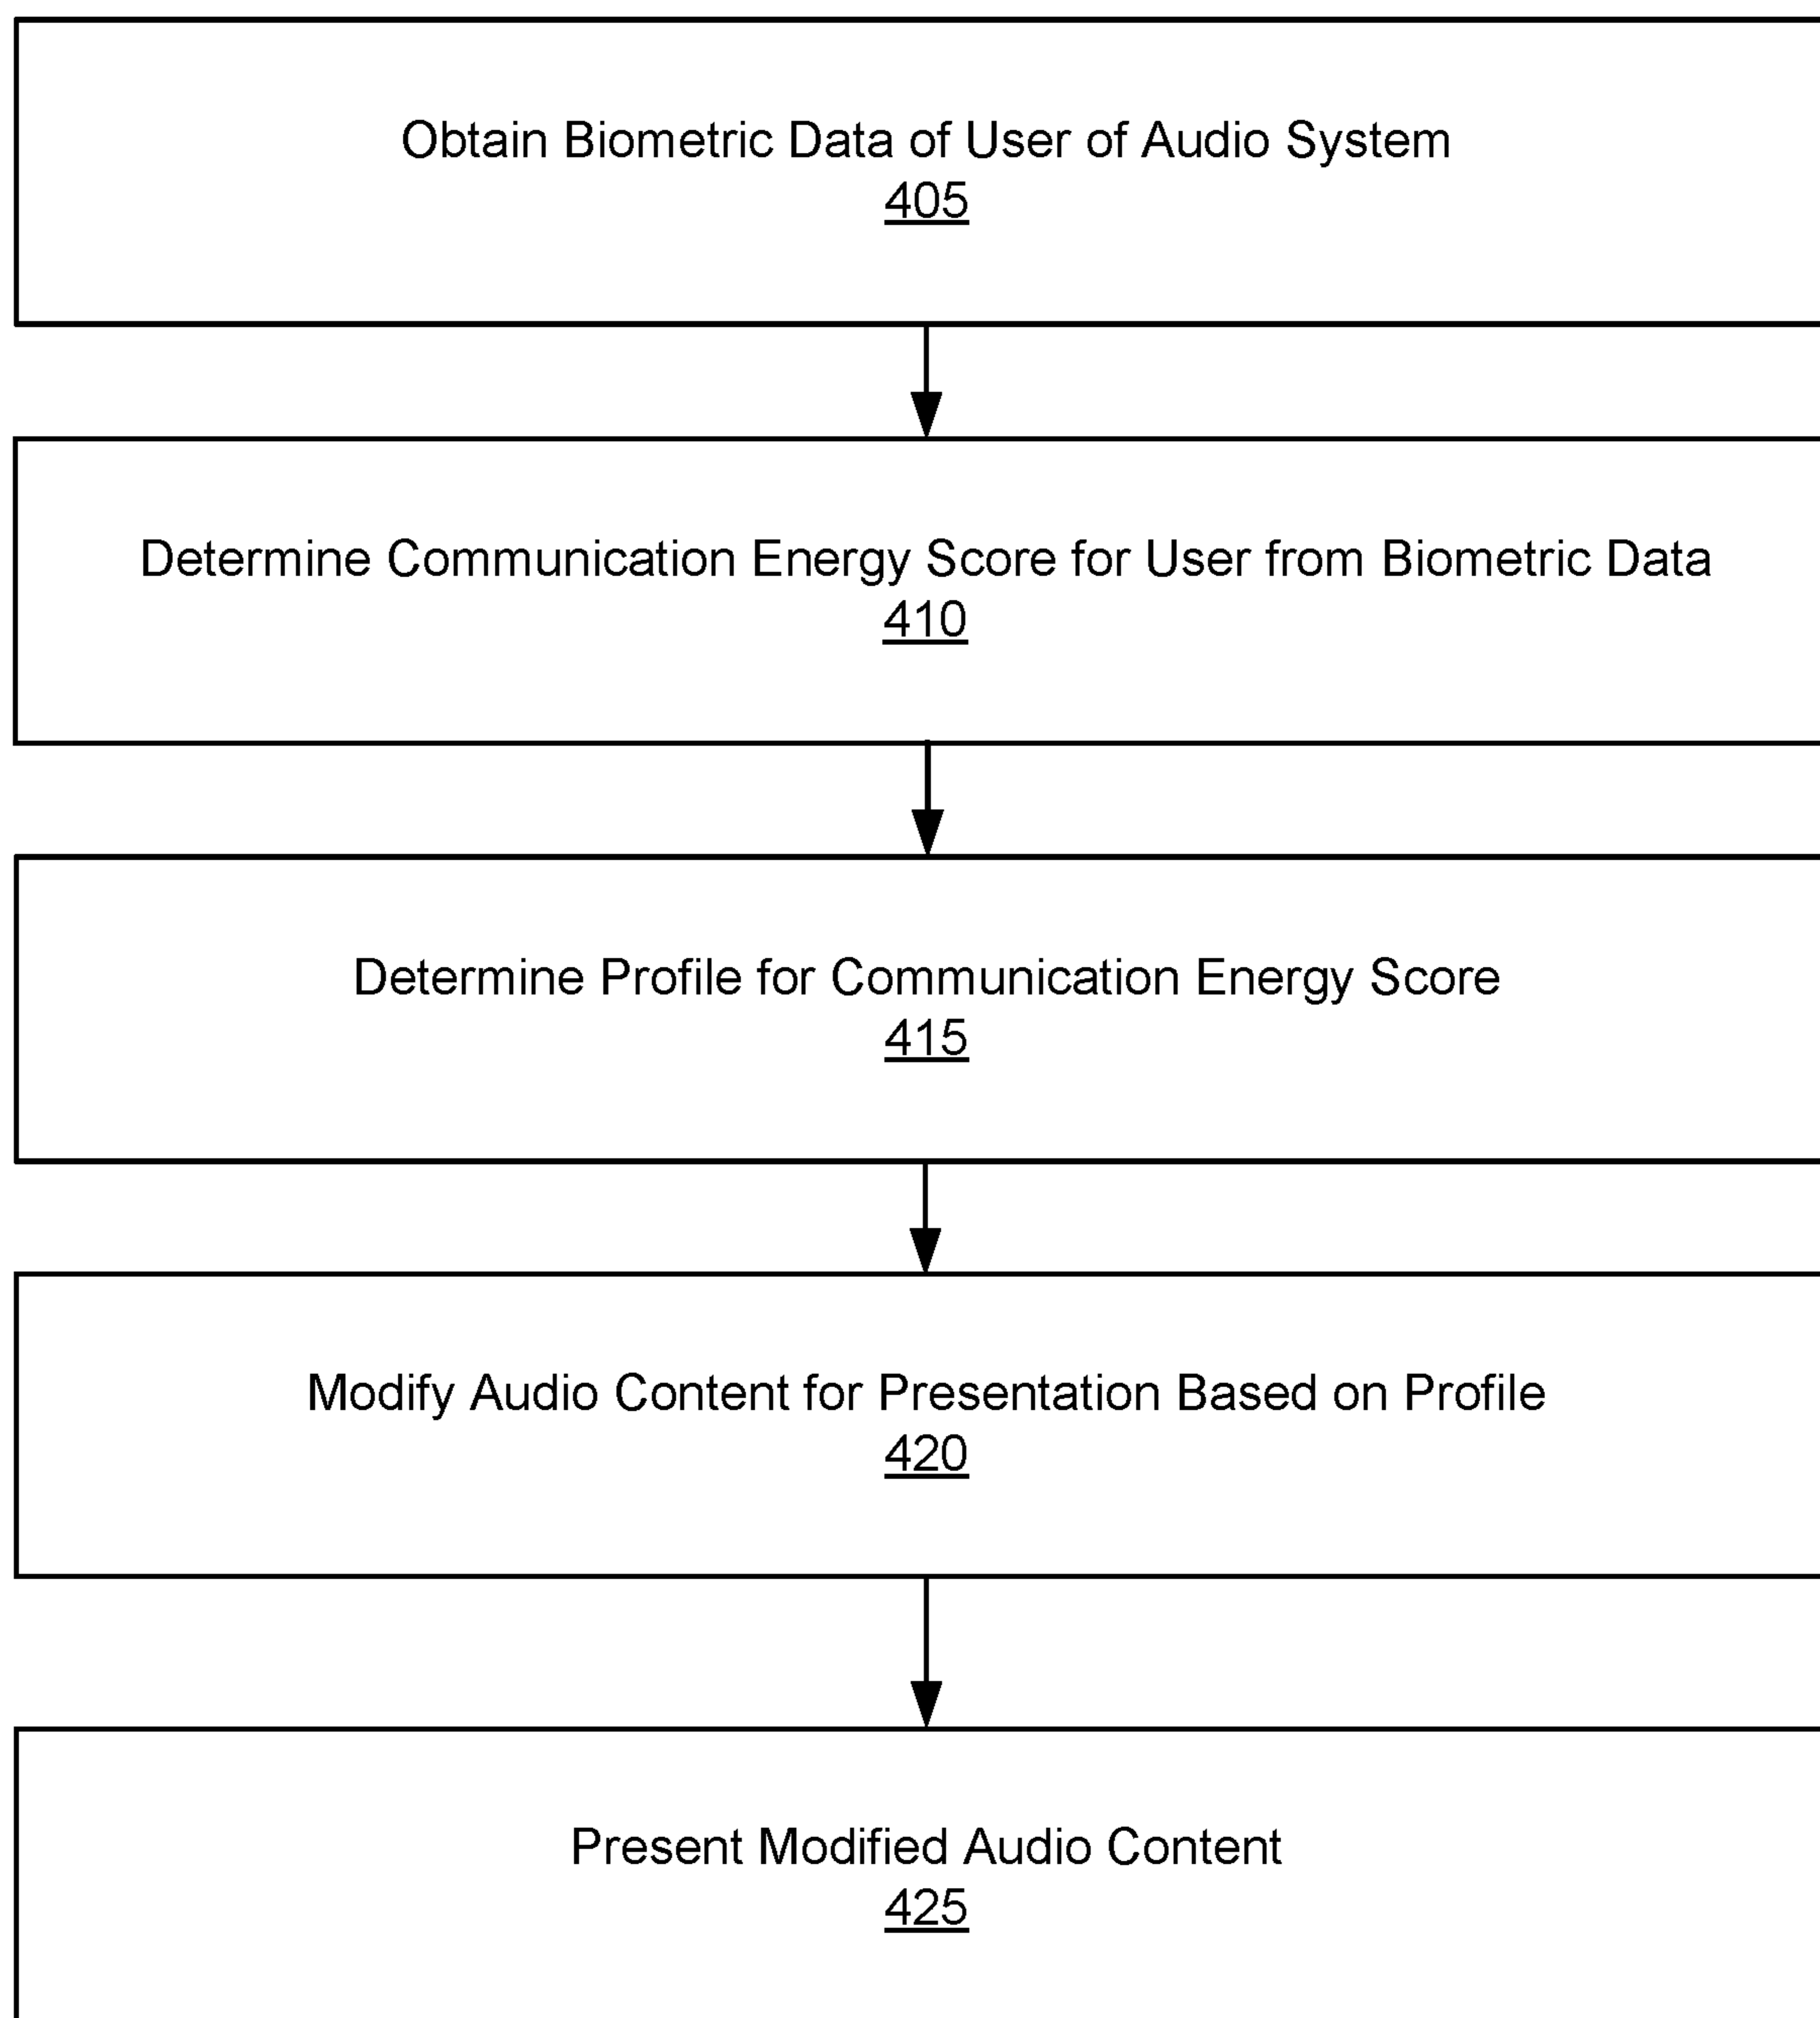 Obtain Biometric Data of User of Audio System
405
Determine Communication Energy Score for User from Biometric Data
410
Determine Profile for Communication Energy Score
415
Modify Audio Content for Presentation Based on Profile
420
Present Modified Audio Content
425